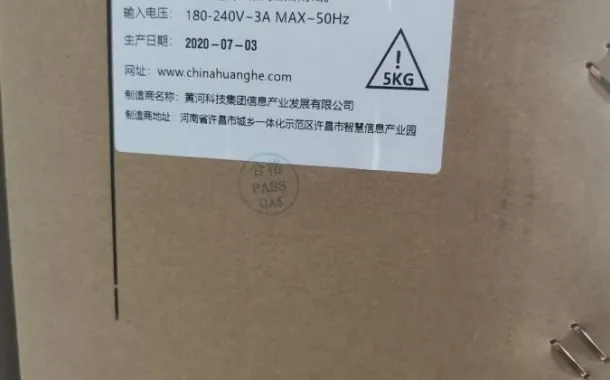 输入电压：180-240V~3A MAX~50Hz
生产日期：2020-07-03
网址：www.chinahuanghe.com
制造商名称：黄河科技集团信息产业发展有限公司
制造商地址：河南省许昌市城乡一体化示范区许昌市智慧信息产业园
!
5KG
合格
PASS